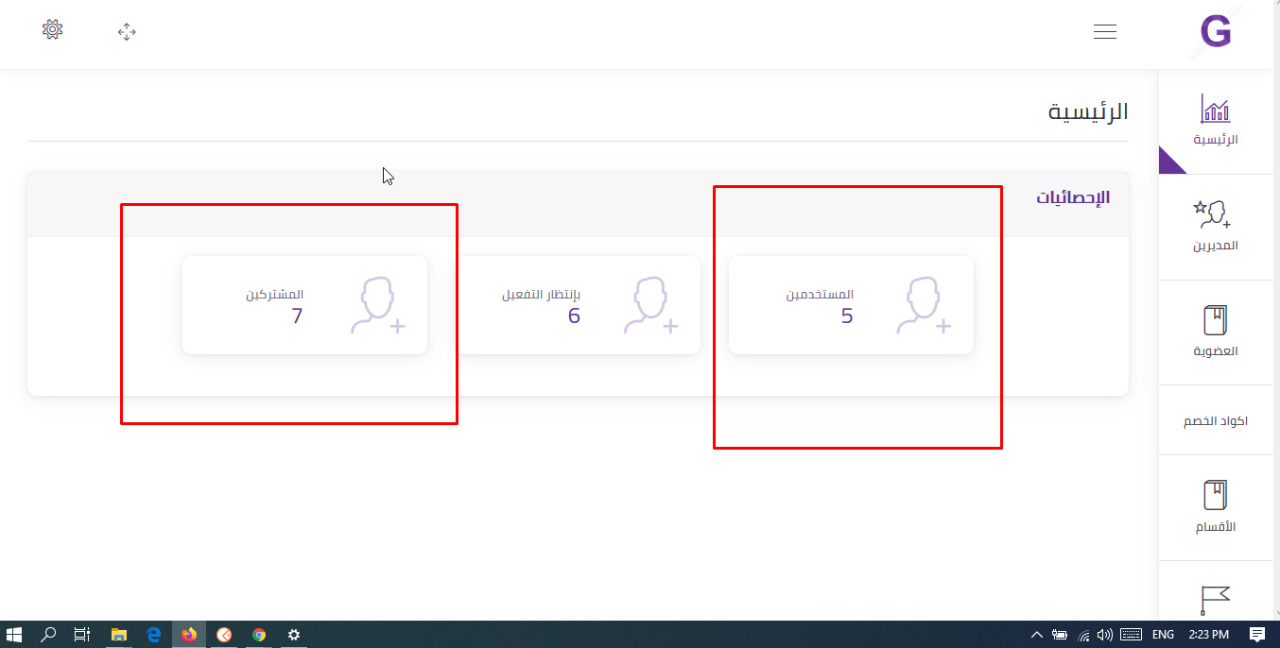 G
الرئيسية
الإحصائيات
المستخدمين
5
بإنتظار التفعيل
6
المشتركين
7
الرئيسية
المديرين
العضوية
اكواد الخصم
الأقسام
ENG
2:23 PM